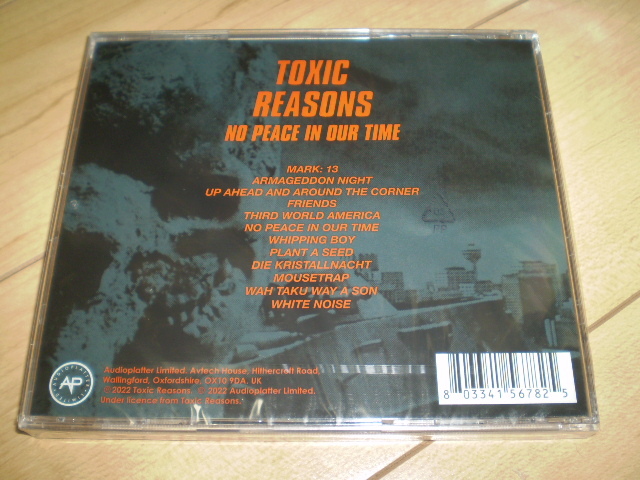 TOXIC
REASONS
NO PEACE IN OUR TIME
MARK: 13
ARMAGEDDON NIGHT
UP AHEAD AND AROUND THE CORNER
FRIENDS
THIRD WORLD AMERICA
NO PEACE IN OUR TIME
WHIPPING BOY
PLANT A SEED
DIE KRISTALLNACHT
MOUSETRAP
WAH TAKU WAY A SON
WHITE NOISE
AP
Audioplatter Limited, Avtech House, Hithercroft Road,
Wallingford, Oxfordshire, OX10 9DA, UK
℗2022 Toxic Reasons. © 2022 Audioplatter Limited.
Under licence from Toxic Reasons.
8 03341 56782 5